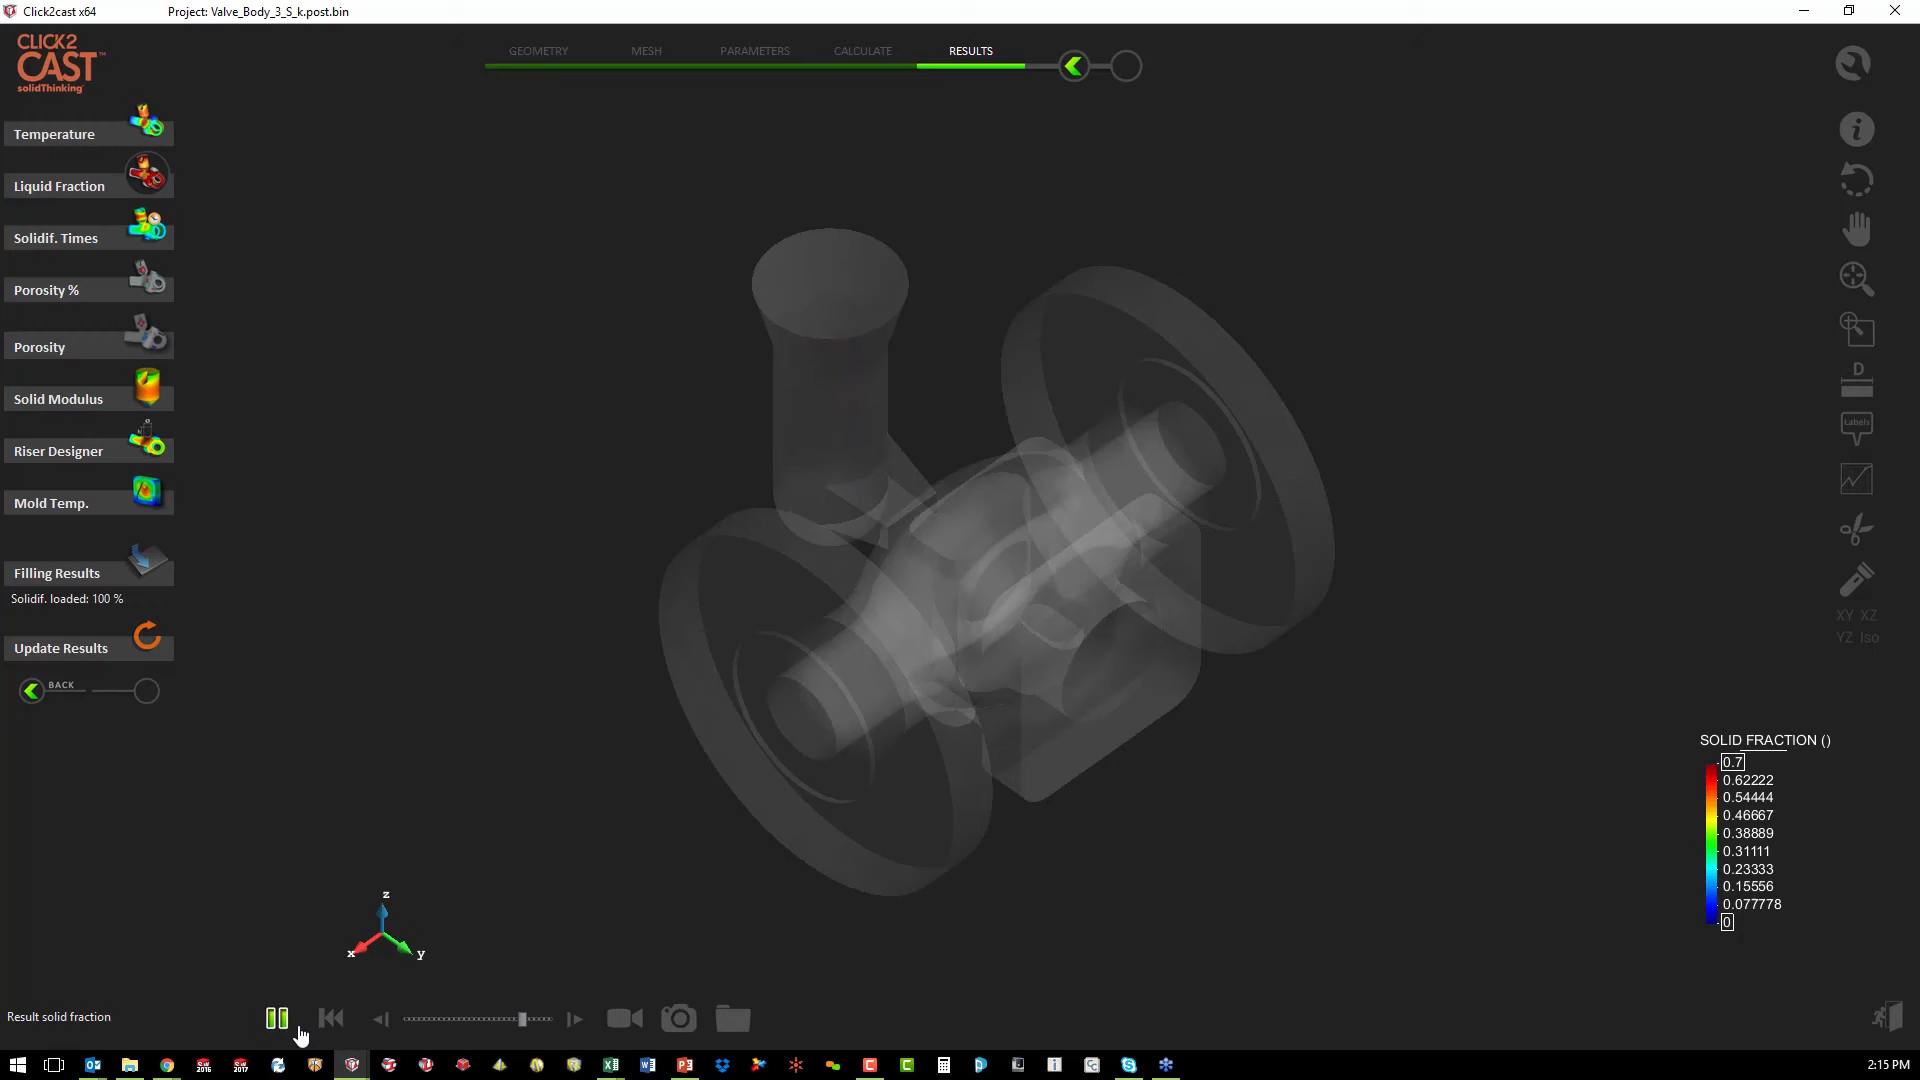 Click2cast x64
Project: Valve_Body_3_S_k.post.bin
CLICK2
CAST™
solidThinking
GEOMETRY
MESH
PARAMETERS
CALCULATE
RESULTS
Temperature
Liquid Fraction
Solidif. Times
Porosity %
Porosity
Solid Modulus
Riser Designer
Mold Temp.
Filling Results
Solidif. loaded: 100 %
Update Results
BACK
D
Labels
XY XZ
YZ Iso
SOLID FRACTION ()
0.7
0.62222
0.54444
0.46667
0.38889
0.31111
0.23333
0.15556
0.077778
0
z
x
y
Result solid fraction
2:15 PM